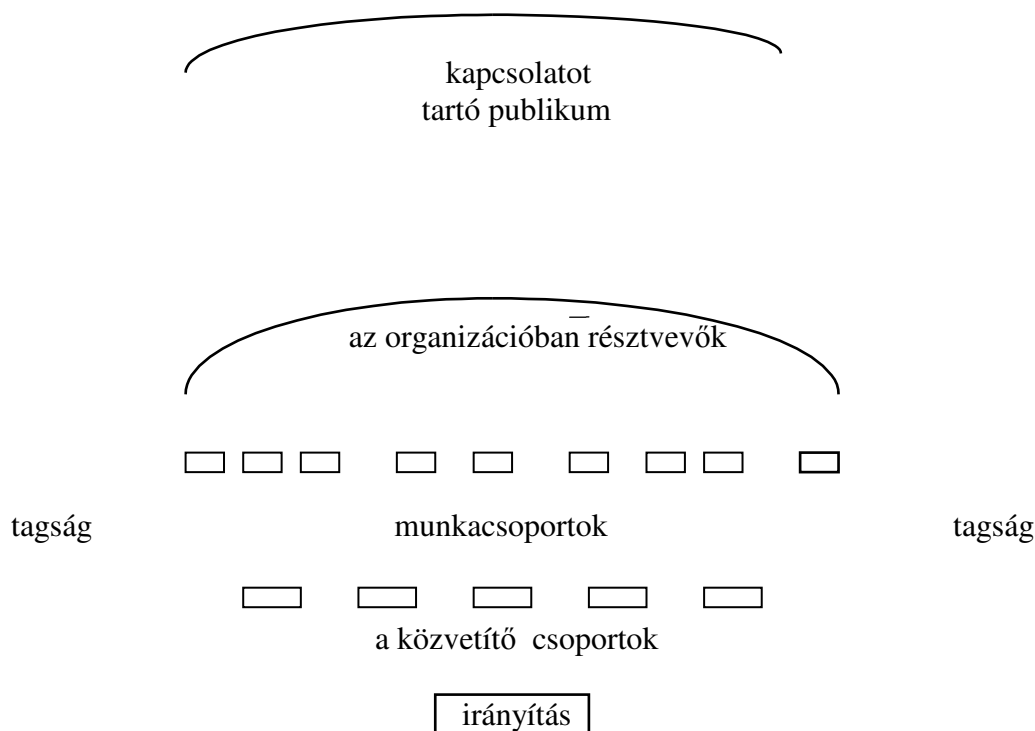 kapcsolatot
tartó publikum
az organizációban résztvevők
tagság munkacsoportok tagság
a közvetítő csoportok
irányítás